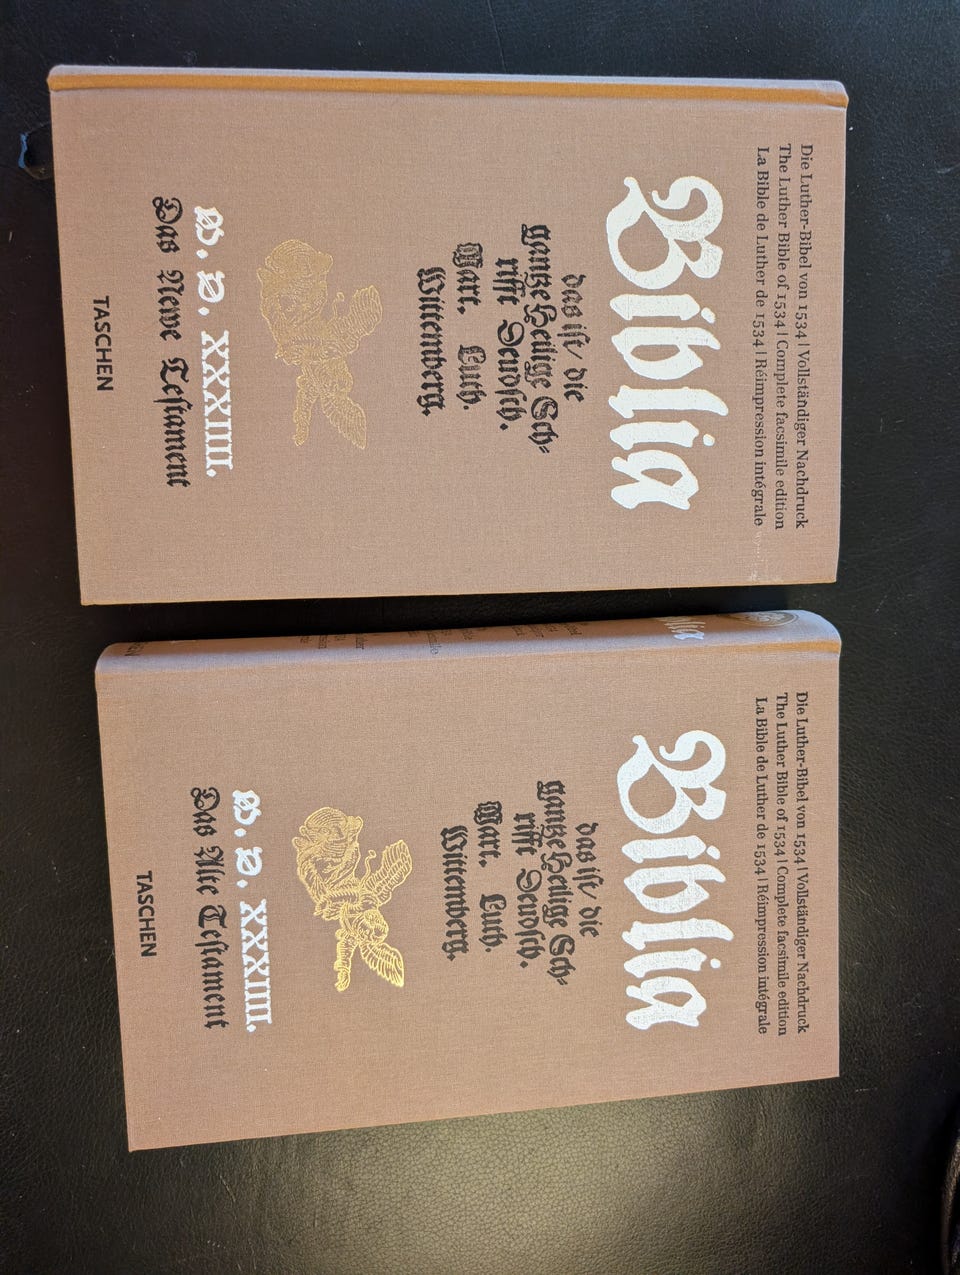 Die Luther-Bibel von 1534 | Vollständiger Nachdruck
The Luther Bible of 1534 | Complete facsimile edition
La Bible de Luther de 1534 | Réimpression intégrale
Biblia
das ist / die
gantze Heilige Sch-
rifft Deudsch.
Mart. Luth.
Wittemberg.
M. D. XXXIIII.
Das Newe Testament
TASCHEN
Die Luther-Bibel von 1534 | Vollständiger Nachdruck
The Luther Bible of 1534 | Complete facsimile edition
La Bible de Luther de 1534 | Réimpression intégrale
Biblia
das ist / die
gantze Heilige Sch-
rifft Deudsch.
Mart. Luth.
Wittemberg.
M. D. XXXIIII.
Das Alte Testament
TASCHEN